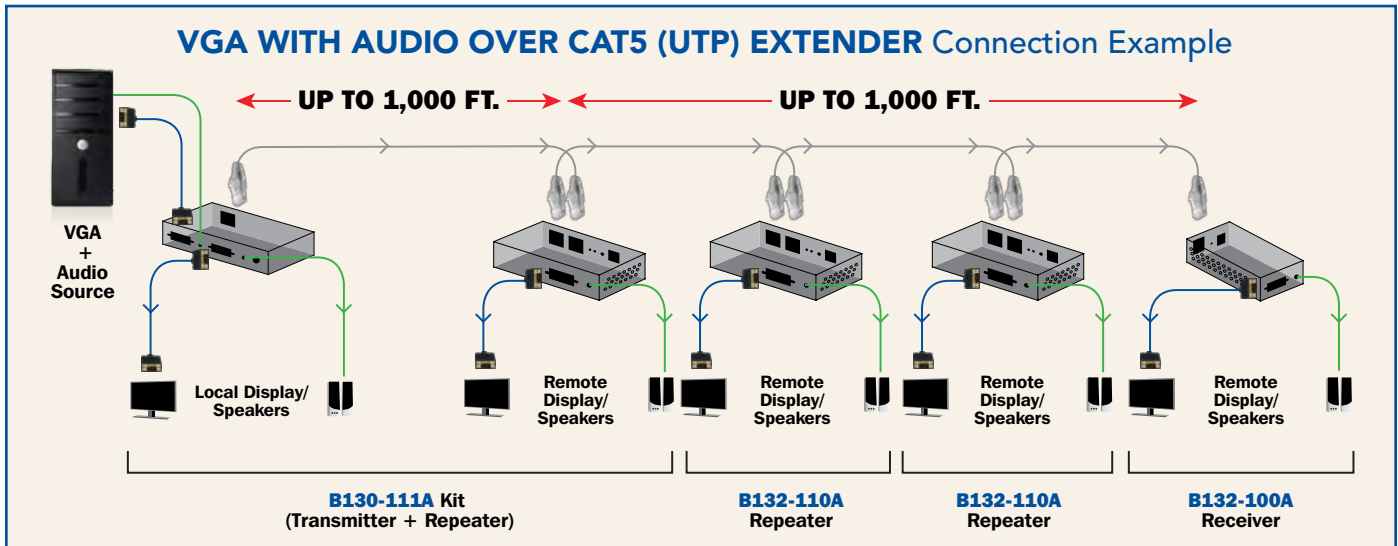 VGA WITH AUDIO OVER CAT5 (UTP) EXTENDER Connection Example
UP TO 1,000 FT.
UP TO 1,000 FT.
VGA
+
Audio
Source
Local Display/
Speakers
Remote
Display/
Speakers
Remote
Display/
Speakers
Remote
Display/
Speakers
Remote
Display/
Speakers
B130-111A Kit
(Transmitter + Repeater)
B132-110A
Repeater
B132-110A
Repeater
B132-100A
Receiver